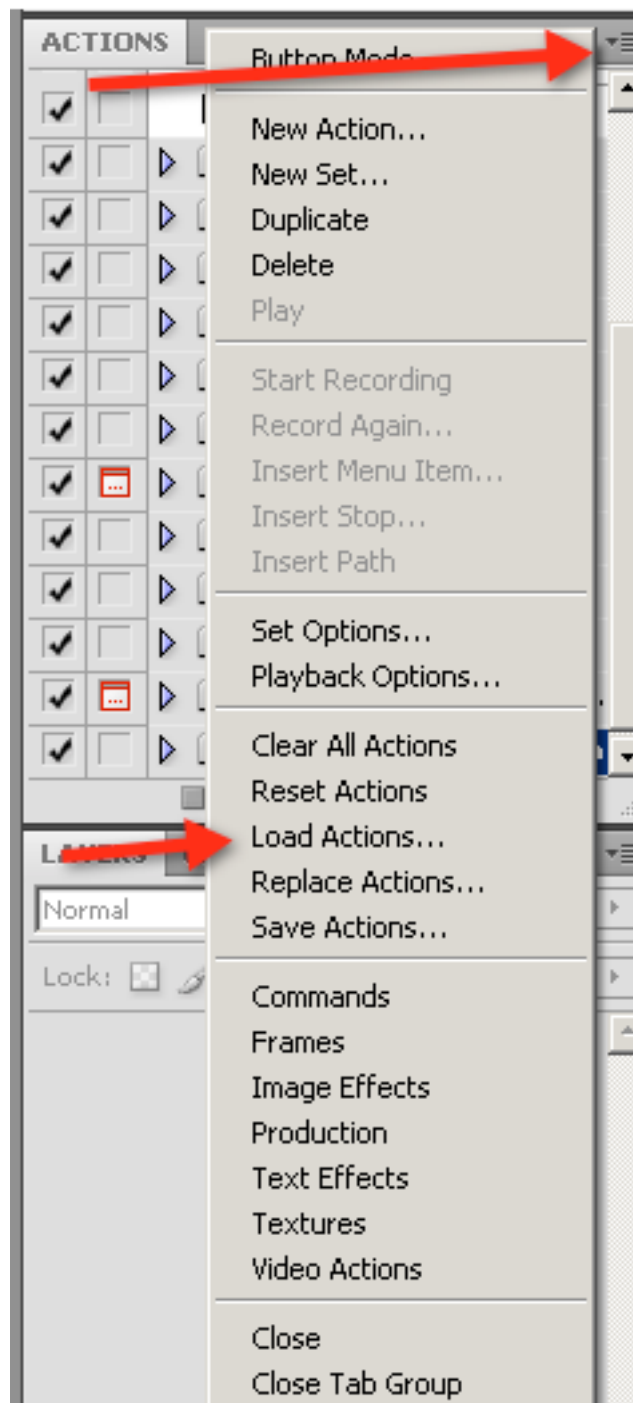 ACTIONS
Button Mode
New Action...
New Set...
Duplicate
Delete
Play
Start Recording
Record Again...
Insert Menu Item...
Insert Stop...
Insert Path
Set Options...
Playback Options...
Clear All Actions
Reset Actions
Load Actions...
Replace Actions...
Save Actions...
LAYERS
Normal
Lock:
Commands
Frames
Image Effects
Production
Text Effects
Textures
Video Actions
Close
Close Tab Group